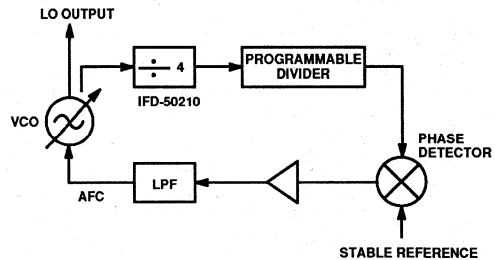 LO OUTPUT
÷ 4
PROGRAMMABLE
DIVIDER
IFD-50210
VCO
PHASE
DETECTOR
LPF
AFC
STABLE REFERENCE